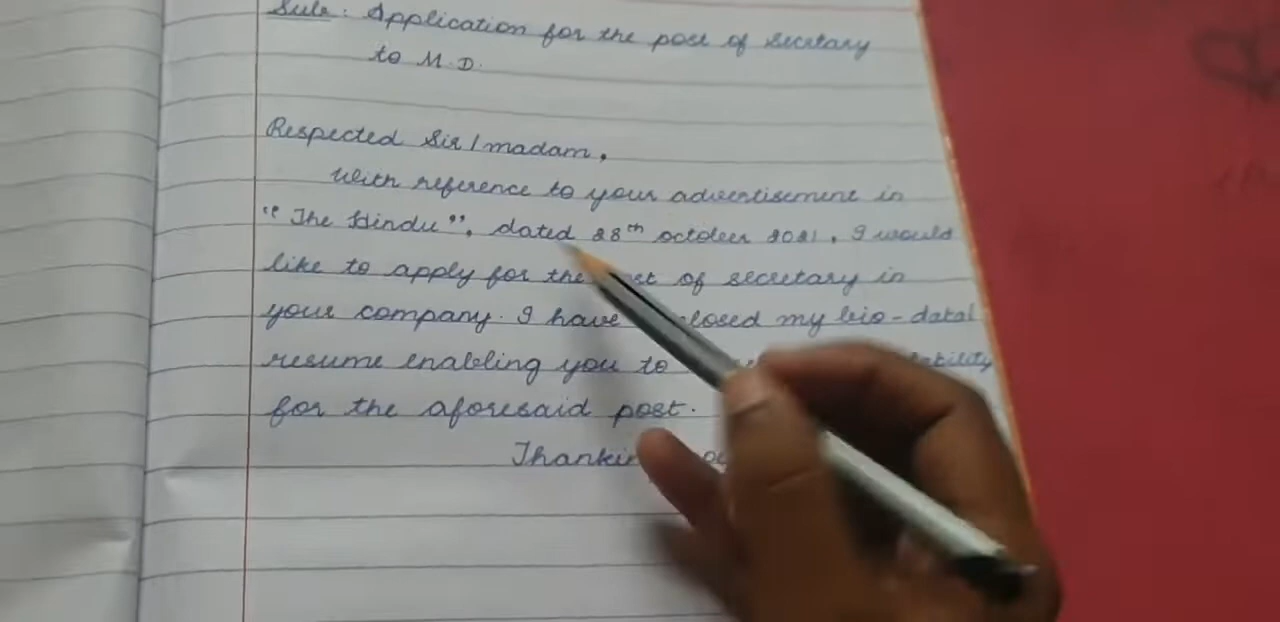 Sub: Application for the post of secretary
to M.D.
Respected Sir/madam,
With reference to your advertisement in
"The Hindu", dated 28th october 2021, I would
like to apply for the of secretary in
your company. I have my bio-data/
resume enabling you to
for the aforesaid post.